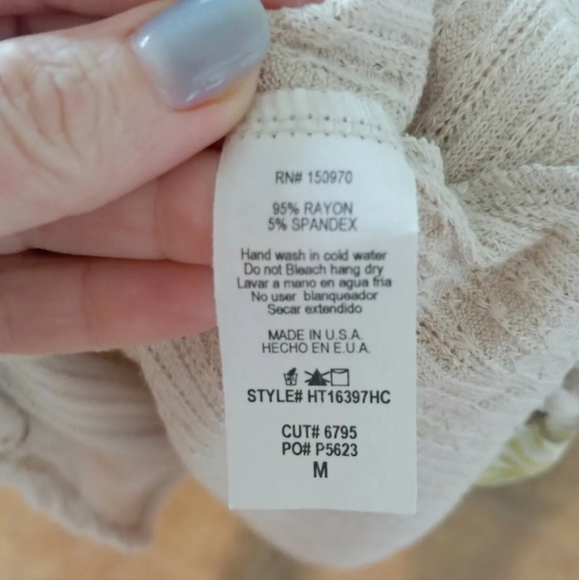 RN# 150970
95% RAYON
5% SPANDEX
Hand wash in cold water
Do not Bleach hang dry
Lavar a mano en agua fria
No user blanqueador
Secar extendido
MADE IN U.S.A.
HECHO EN E.U.A.
STYLE# HT16397HC
CUT# 6795
PO# P5623
M